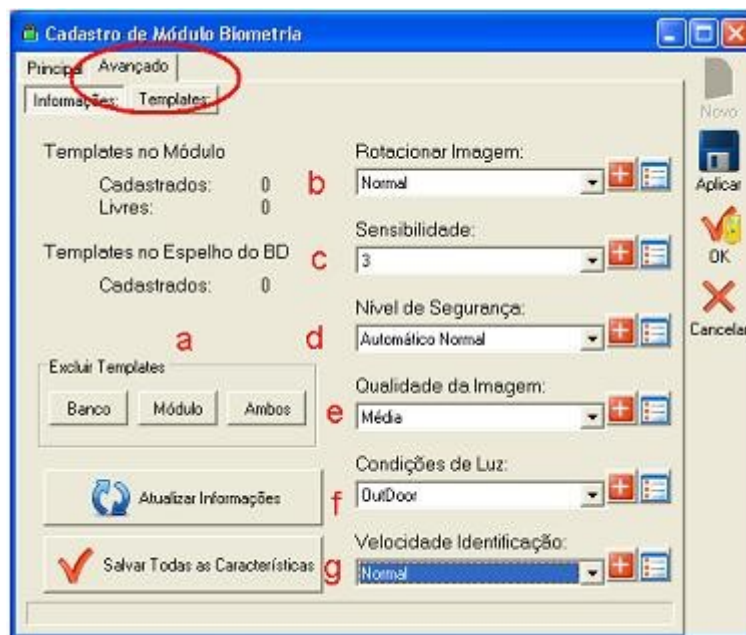 Cadastro de Módulo Biometria
Principal Avançado
Informações: Templates:
Templates no Módulo
Cadastrados: 0
Livres: 0
Templates no Espelho do BD
Cadastrados: 0
a
Excluir Templates
Banco Módulo Ambos
Atualizar Informações
Salvar Todas as Características
b
Rotacionar Imagem:
Normal
c
Sensibilidade:
3
d
Nível de Segurança:
Automático Normal
e
Qualidade da Imagem:
Média
f
Condições de Luz:
OutDoor
g
Velocidade Identificação:
Normal
Novo
Aplicar
OK
Cancelar